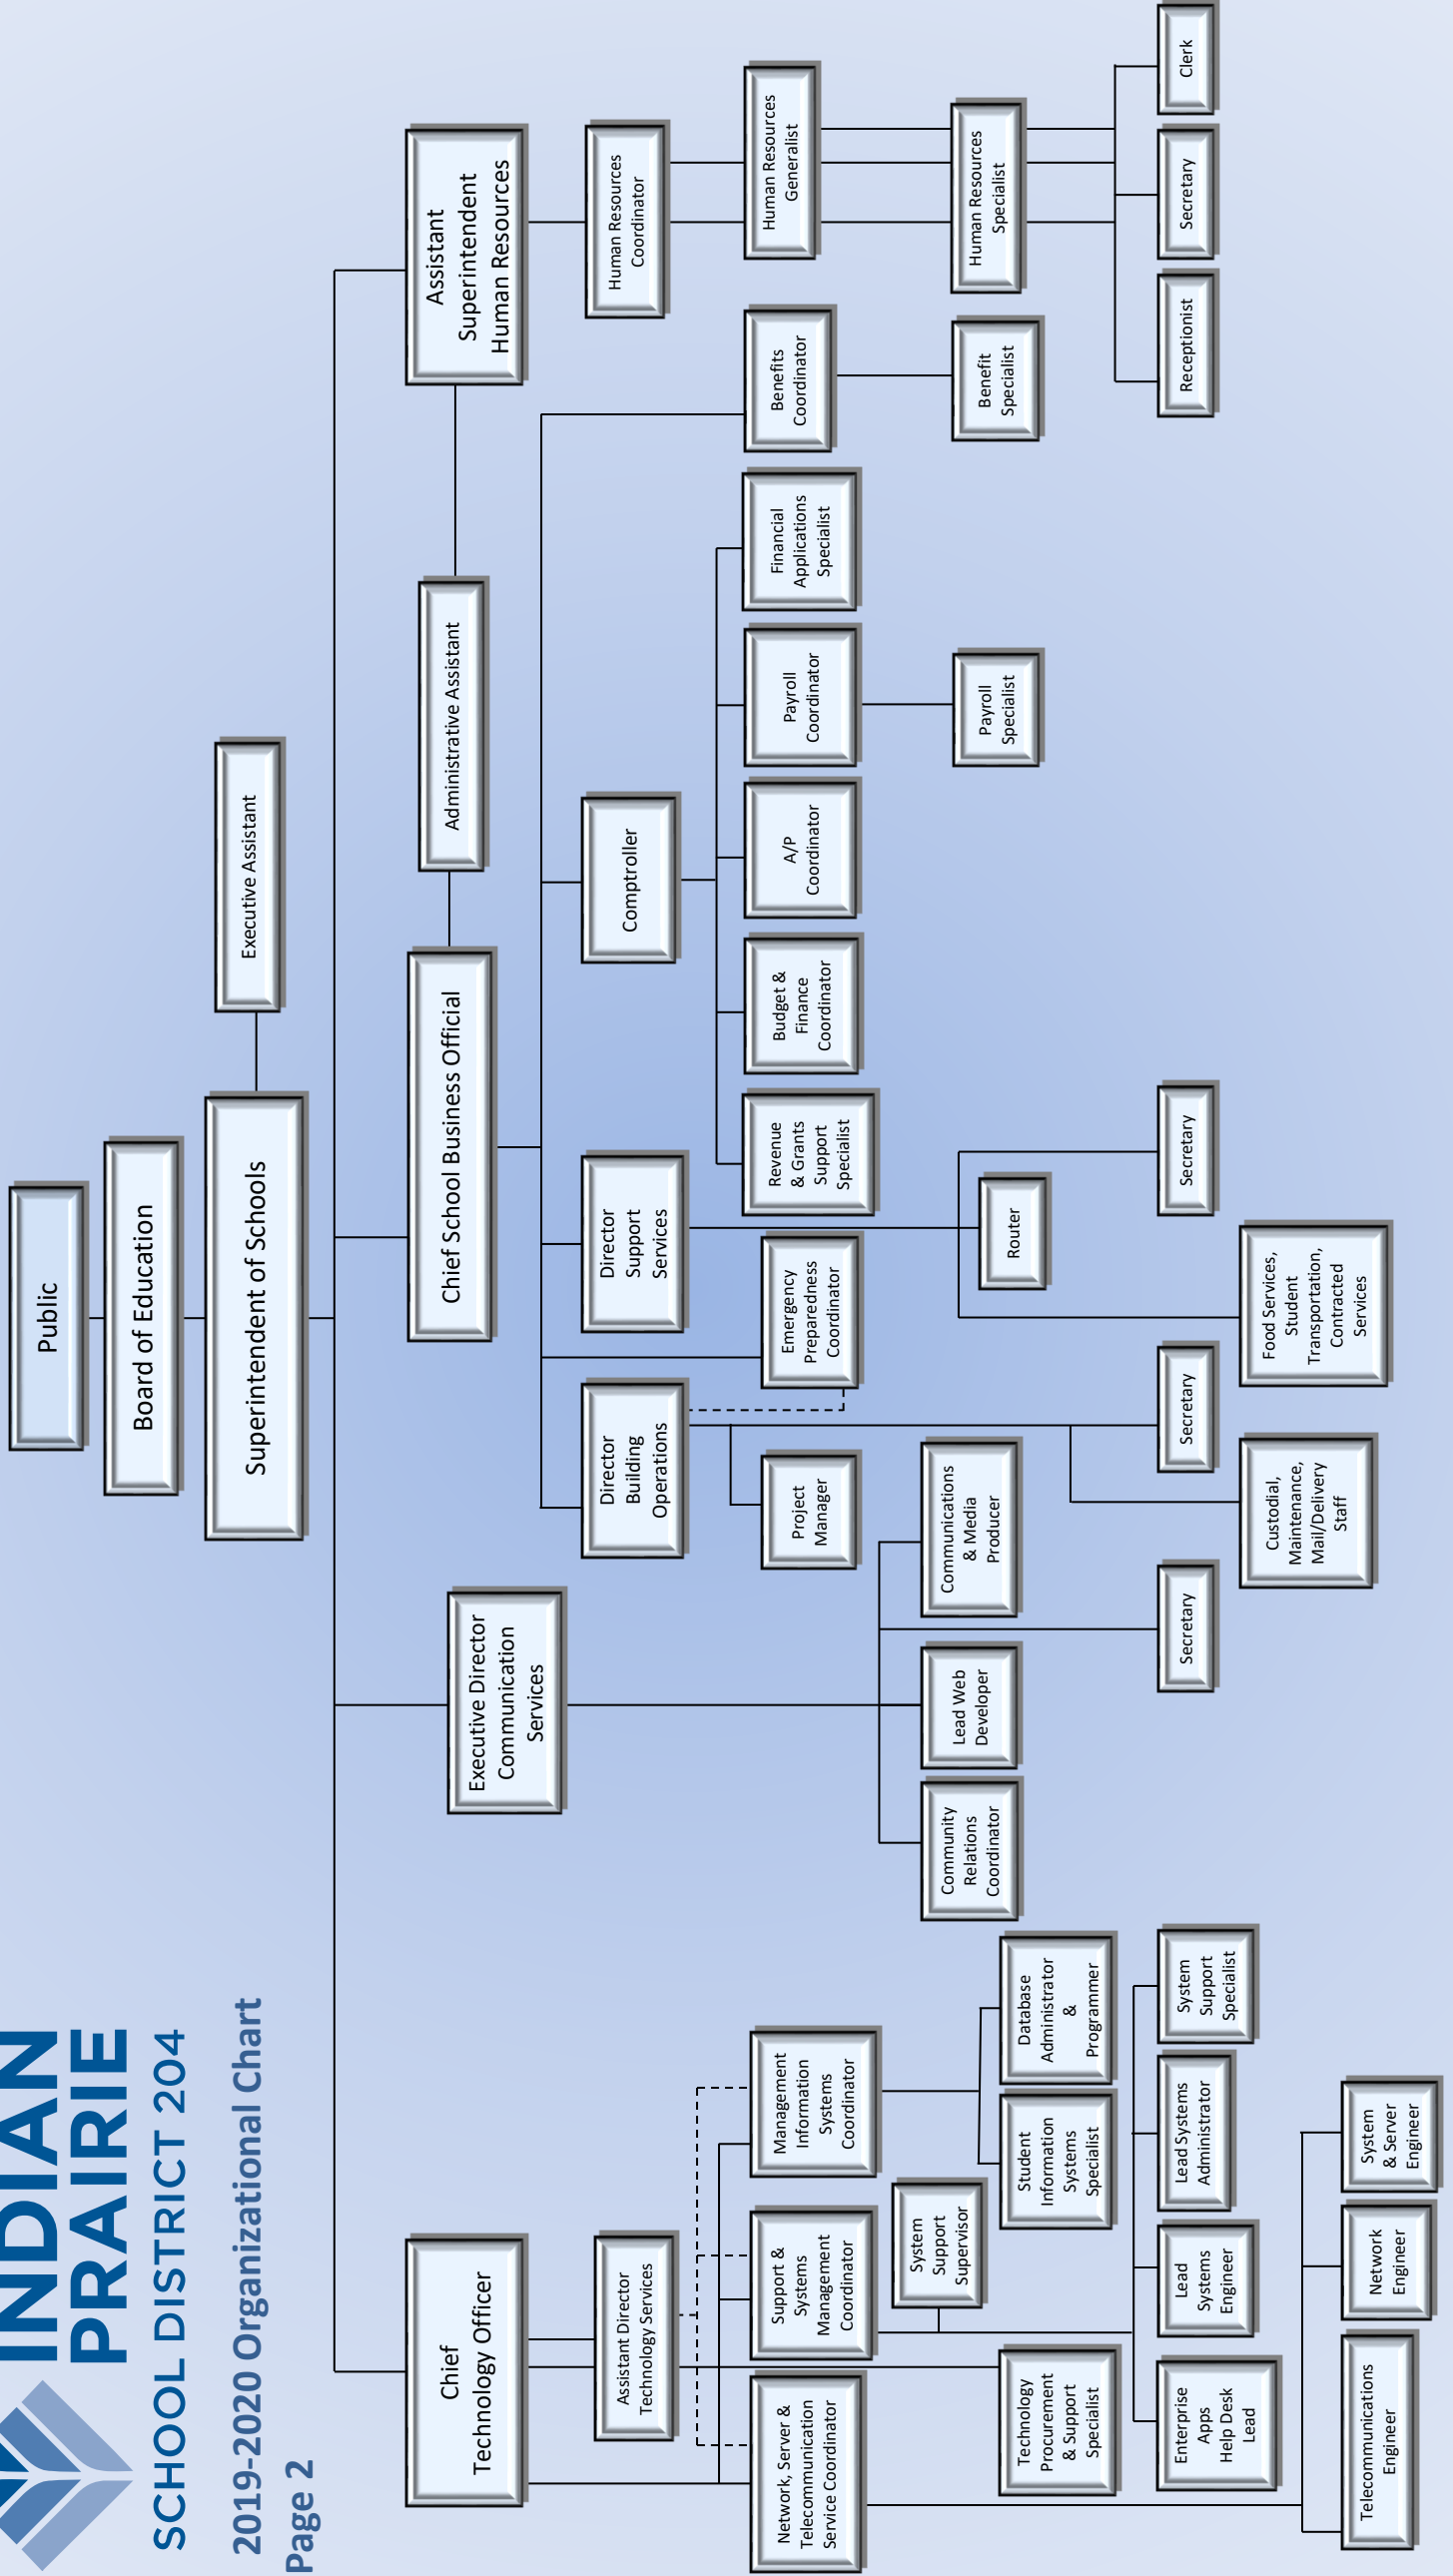 INDIAN
PRAIRIE
SCHOOL DISTRICT 204
2019-2020 Organizational Chart
Page 2
Public
Board of Education
Superintendent of Schools
Executive Assistant
Chief
Technology Officer
Executive Director
Communication
Services
Chief School Business Official
Administrative Assistant
Assistant
Superintendent
Human Resources
Assistant Director
Technology Services
Director
Building
Operations
Director
Support
Services
Comptroller
Human Resources
Coordinator
Network, Server &
Telecommunication
Service Coordinator
Support &
Systems
Management
Coordinator
Management
Information
Systems
Coordinator
Project
Manager
Emergency
Preparedness
Coordinator
Revenue
& Grants
Support
Specialist
Budget &
Finance
Coordinator
A/P
Coordinator
Payroll
Coordinator
Financial
Applications
Specialist
Benefits
Coordinator
Human Resources
Generalist
System
Support
Supervisor
Community
Relations
Coordinator
Lead Web
Developer
Communications
& Media
Producer
Technology
Procurement
& Support
Specialist
Student
Information
Systems
Specialist
Database
Administrator
&
Programmer
Router
Payroll
Specialist
Benefit
Specialist
Human Resources
Specialist
Enterprise
Apps
Help Desk
Lead
Lead
Systems
Engineer
Lead Systems
Administrator
System
Support
Specialist
Secretary
Secretary
Secretary
Receptionist
Secretary
Clerk
Custodial,
Maintenance,
Mail/Delivery
Staff
Food Services,
Student
Transportation,
Contracted
Services
Telecommunications
Engineer
Network
Engineer
System
& Server
Engineer